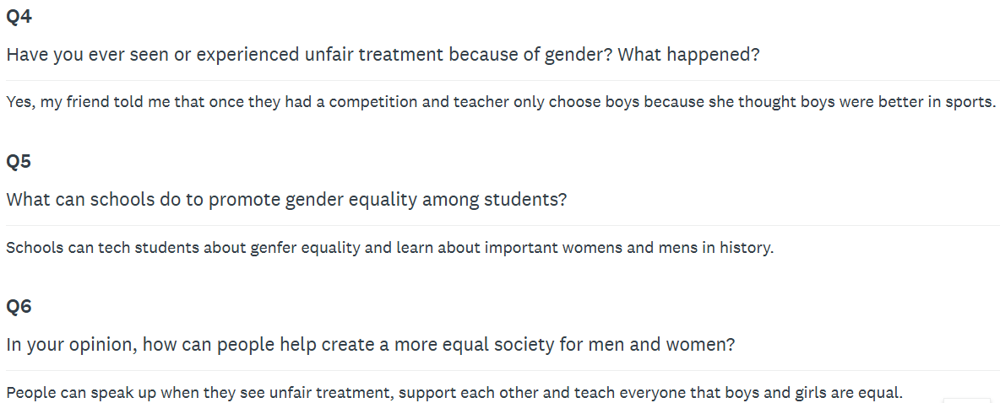 Q4
Have you ever seen or experienced unfair treatment because of gender? What happened?
Yes, my friend told me that once they had a competition and teacher only choose boys because she thought boys were better in sports.
Q5
What can schools do to promote gender equality among students?
Schools can tech students about genfer equality and learn about important womens and mens in history.
Q6
In your opinion, how can people help create a more equal society for men and women?
People can speak up when they see unfair treatment, support each other and teach everyone that boys and girls are equal.